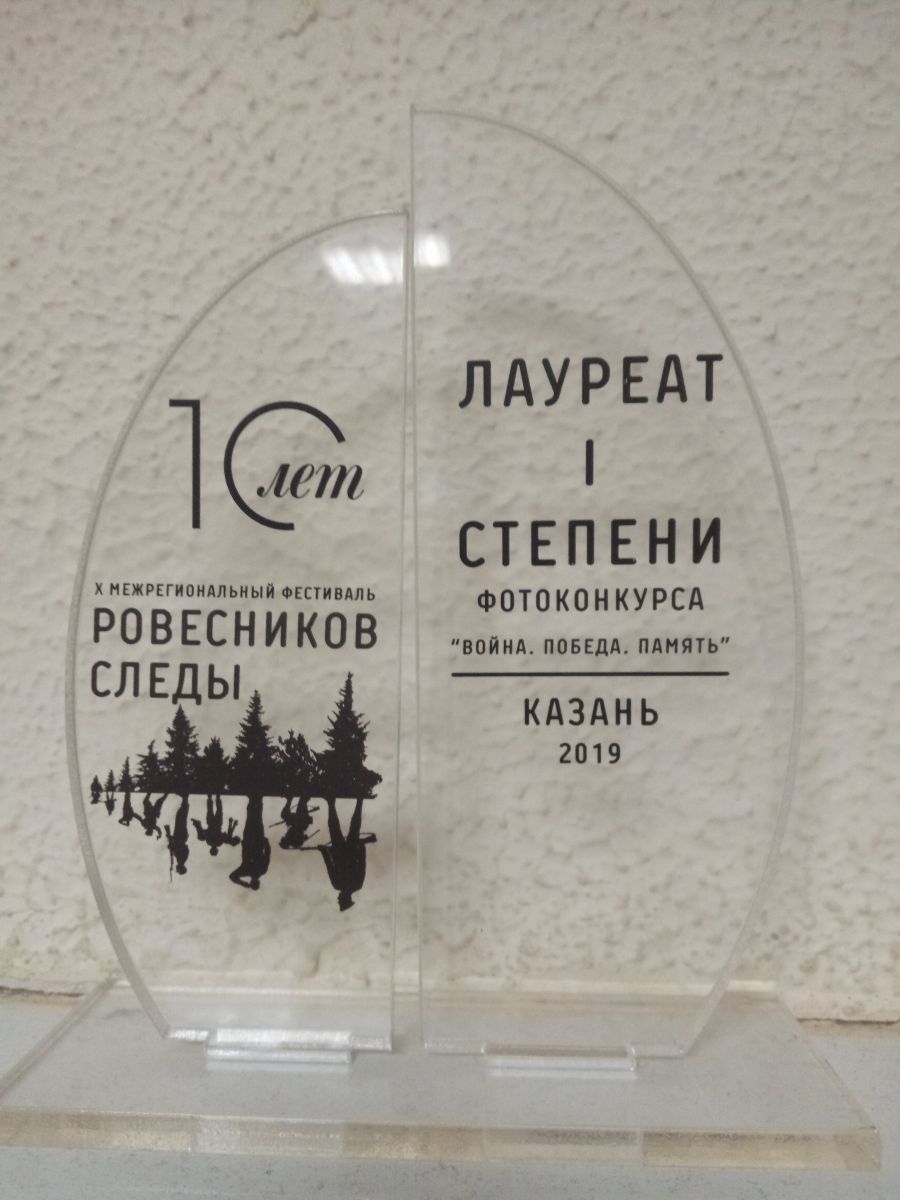 10 лет
X МЕЖРЕГИОНАЛЬНЫЙ ФЕСТИВАЛЬ
РОВЕСНИКОВ
СЛЕДЫ
ЛАУРЕАТ
I
СТЕПЕНИ
ФОТОКОНКУРСА
“ВОЙНА. ПОБЕДА. ПАМЯТЬ”
КАЗАНЬ
2019